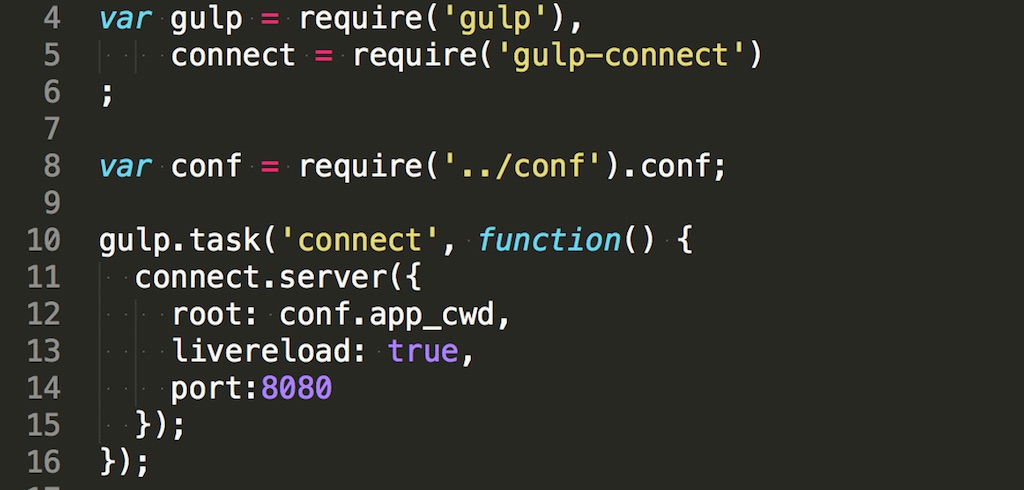 4 var gulp = require('gulp'),
5     connect = require('gulp-connect')
6 ;
7
8 var conf = require('../conf').conf;
9
10 gulp.task('connect', function() {
11   connect.server({
12     root: conf.app_cwd,
13     livereload: true,
14     port:8080
15   });
16 });